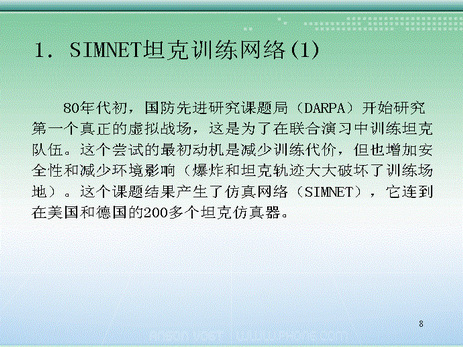 1. SIMNET坦克训练网络(1)
80年代初，国防先进研究课题局（DARPA）开始研究
第一个真正的虚拟战场，这是为了在联合演习中训练坦克
队伍。这个尝试的最初动机是减少训练代价，但也增加安
全性和减少环境影响（爆炸和坦克轨迹大大破坏了训练场
地）。这个课题结果产生了仿真网络（SIMNET），它连到
在美国和德国的200多个坦克仿真器。
8